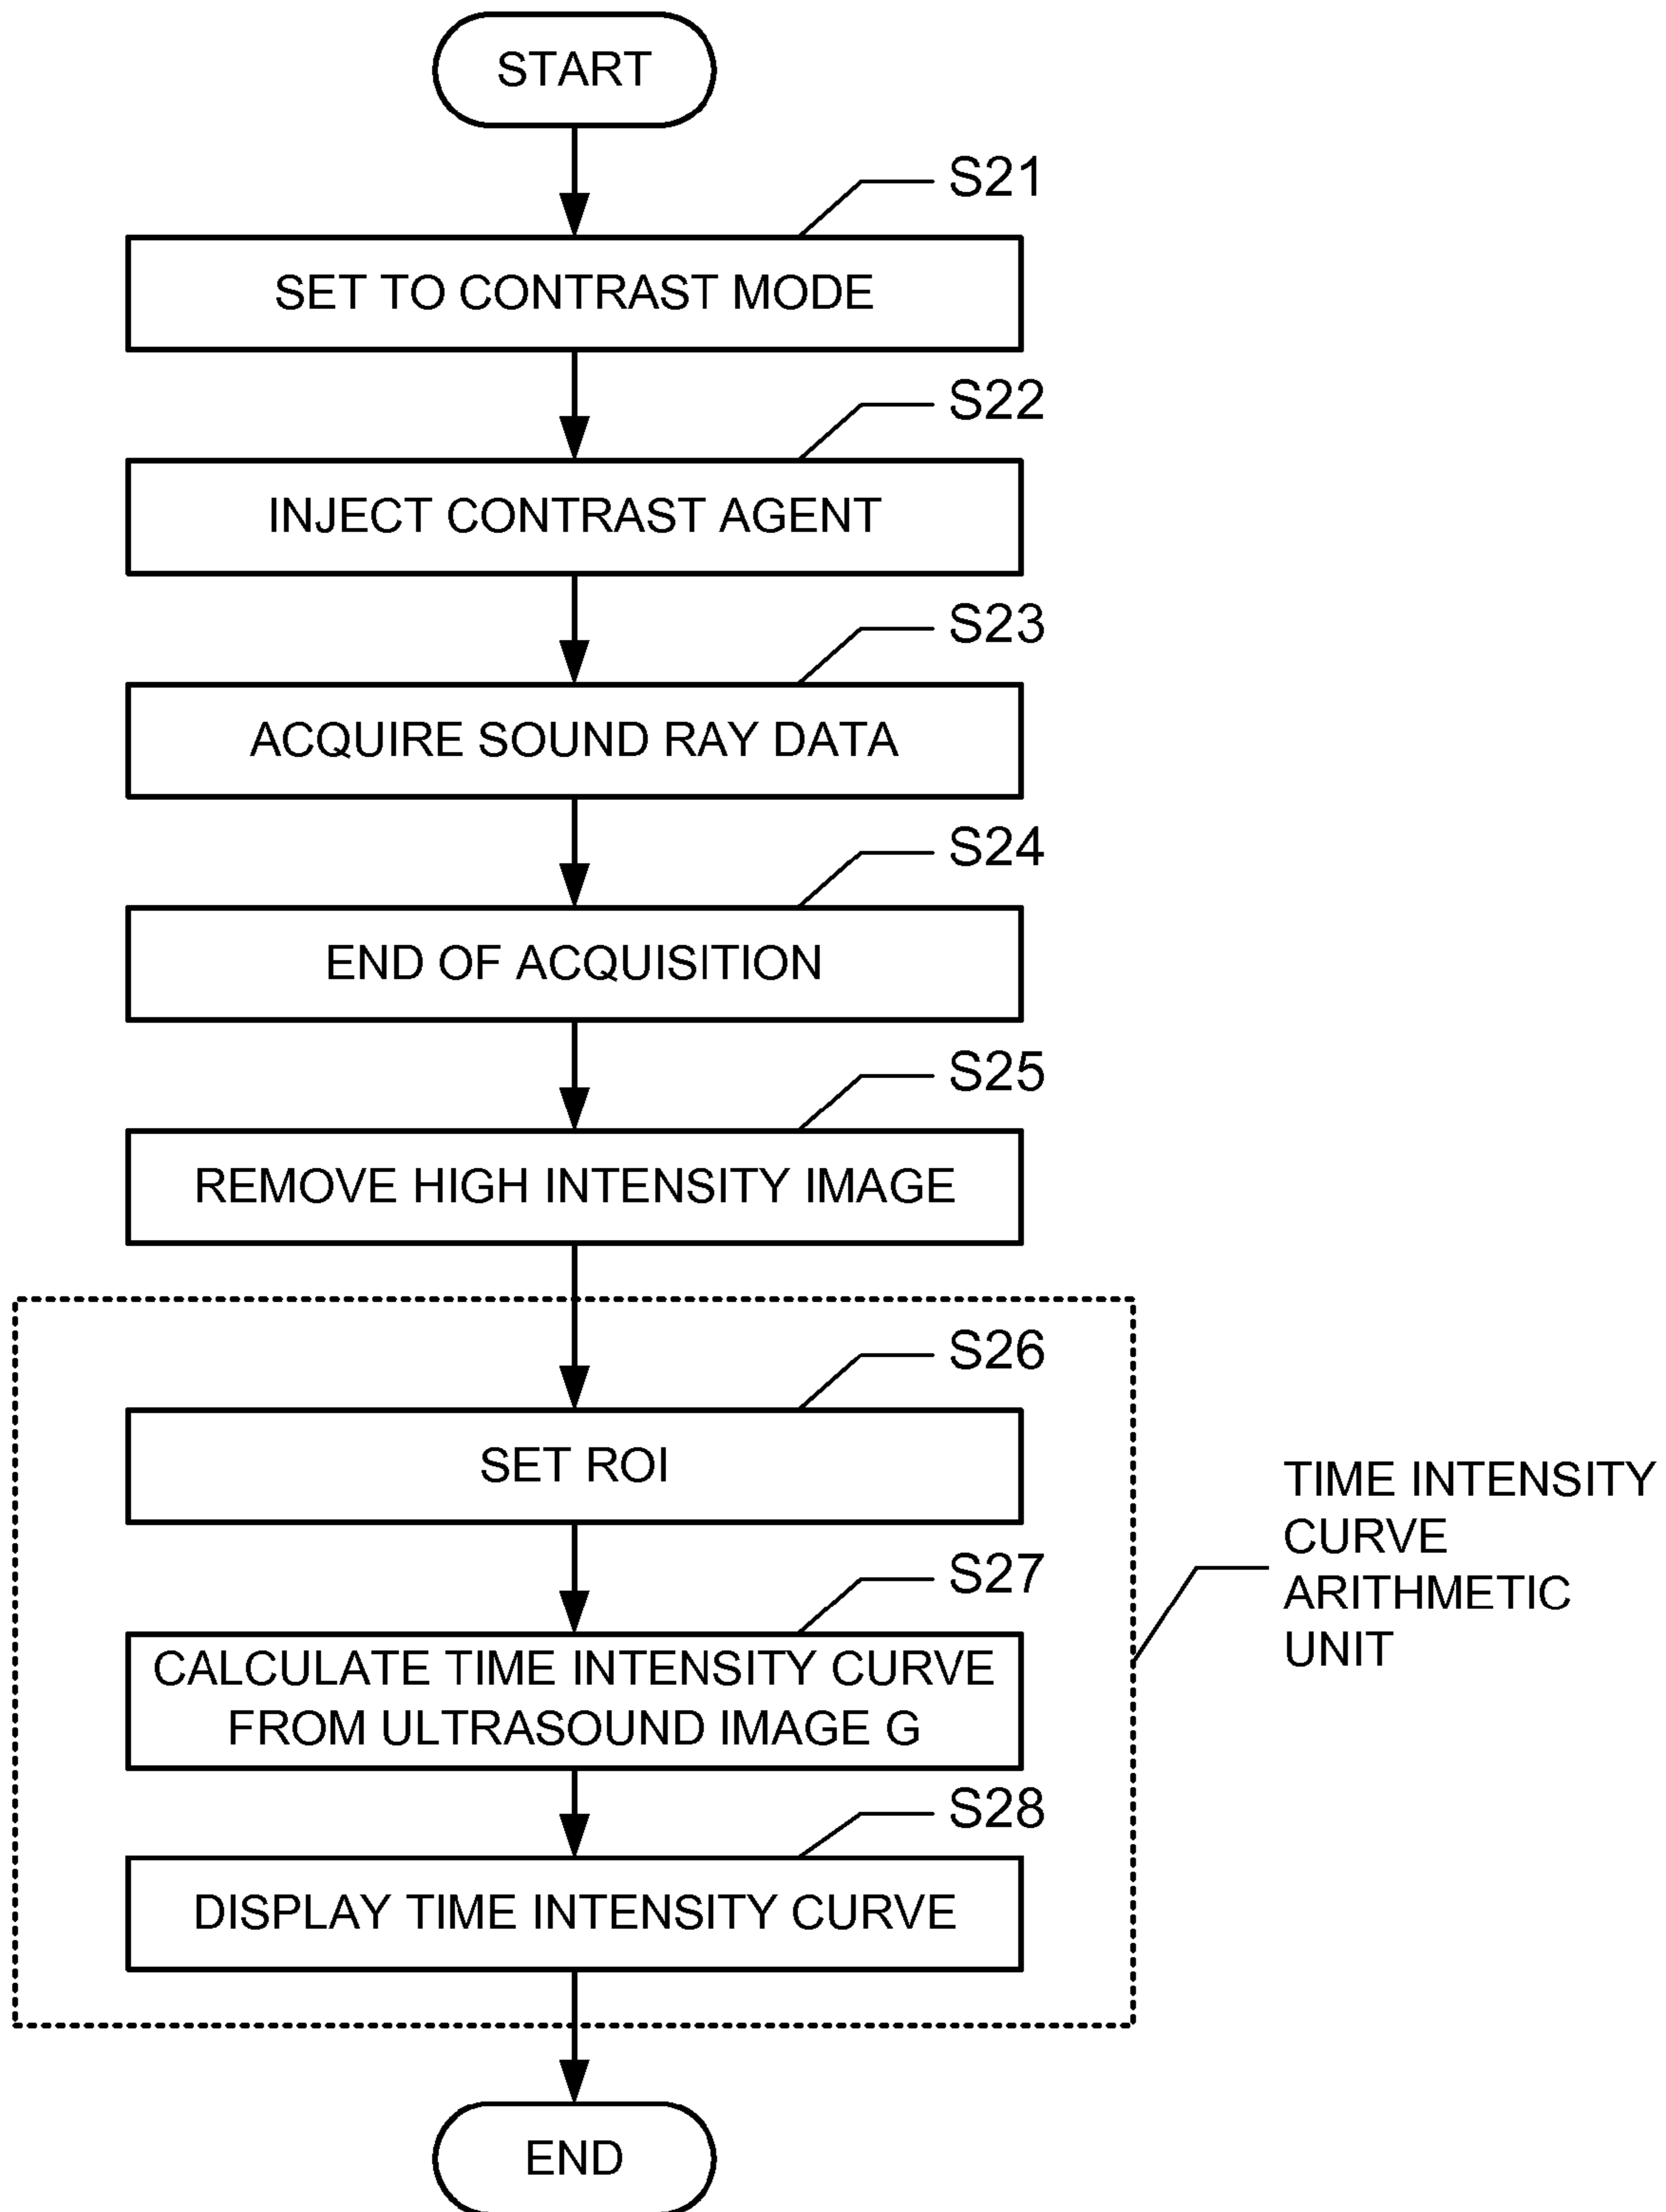 START
S21
SET TO CONTRAST MODE
S22
INJECT CONTRAST AGENT
S23
ACQUIRE SOUND RAY DATA
S24
END OF ACQUISITION
S25
REMOVE HIGH INTENSITY IMAGE
S26
SET ROI
S27
CALCULATE TIME INTENSITY CURVE
FROM ULTRASOUND IMAGE G
S28
DISPLAY TIME INTENSITY CURVE
TIME INTENSITY
CURVE
ARITHMETIC
UNIT
END